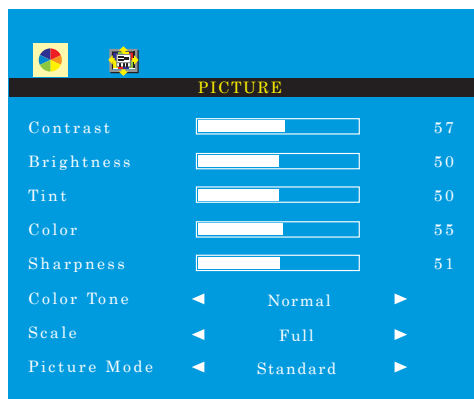 PICTURE
Contrast 57
Brightness 50
Tint 50
Color 55
Sharpness 51
Color Tone Normal
Scale Full
Picture Mode Standard